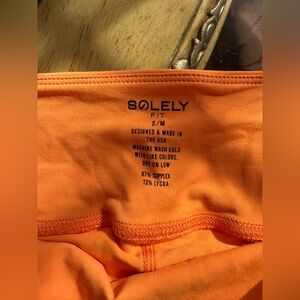 SOLELY
FIT
S/M
DESIGNED & MADE IN
THE USA
MACHINE WASH COLD
WITH LIKE COLORS,
DRY ON LOW
87% SUPPLEX
13% LYCRA